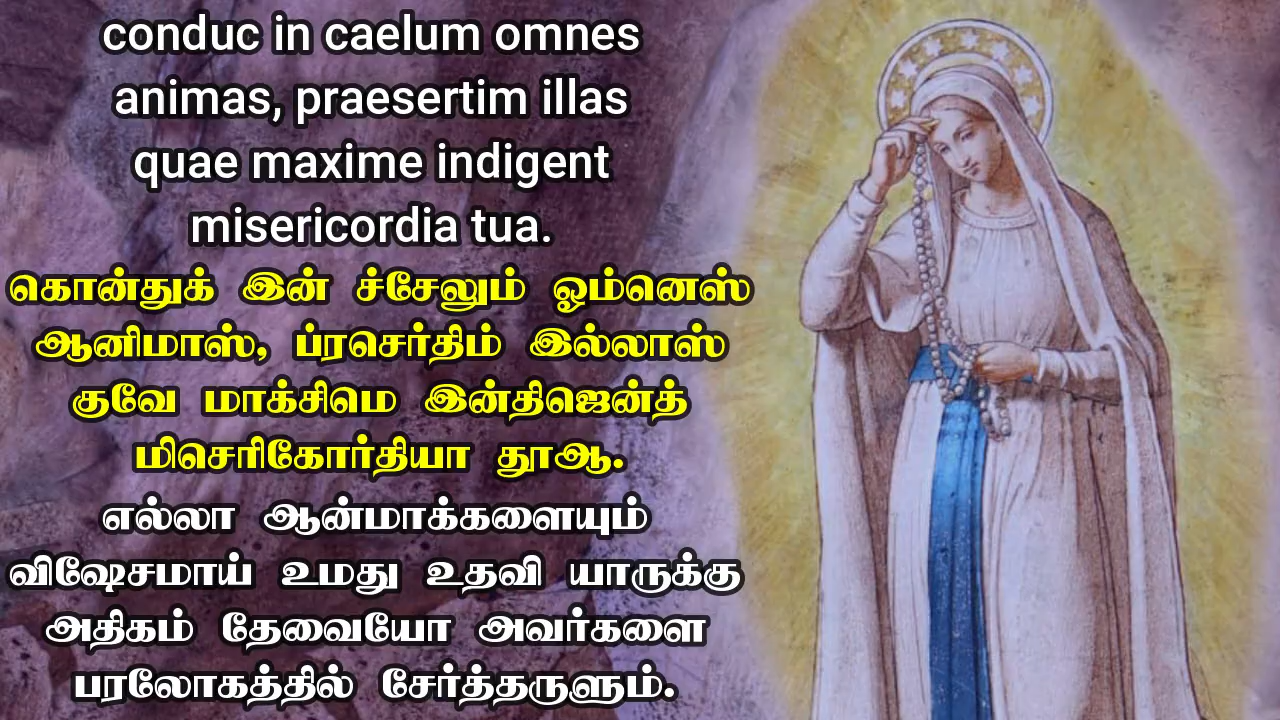 conduc in caelum omnes
animas, praesertim illas
quae maxime indigent
misericordia tua.
கொன்துக் இன் ச்சேலும் ஓம்னெஸ்
ஆனிமாஸ், ப்ரசெர்திம் இல்லாஸ்
குவே மாக்சிமெ இன்திஜென்த்
மிசெரிகோர்தியா தூஆ.
எல்லா ஆன்மாக்களையும்
விஷேசமாய் உமது உதவி யாருக்கு
அதிகம் தேவையோ அவர்களை
பரலோகத்தில் சேர்த்தருளும்.